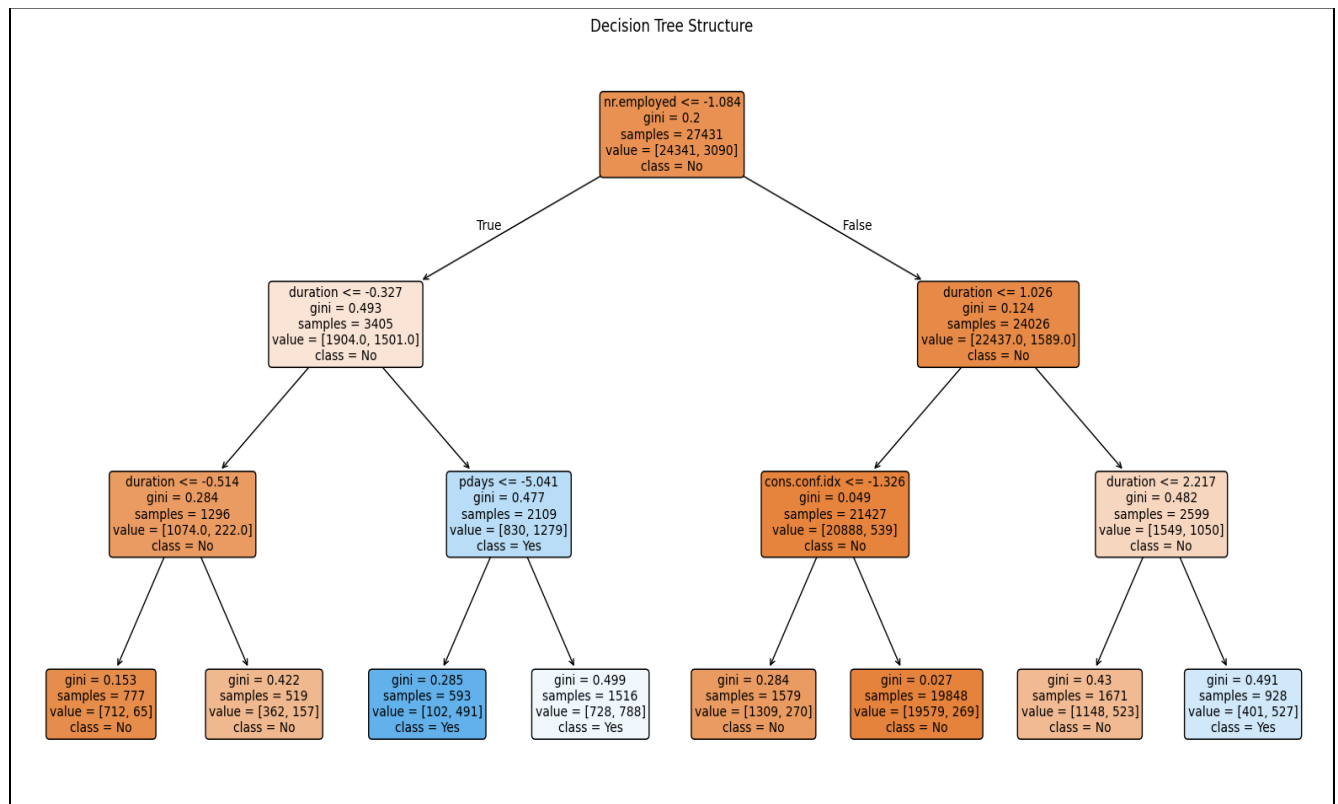 Decision Tree Structure
nr.employed <= -1.084
gini = 0.2
samples = 27431
value = [24341, 3090]
class = No
True
False
duration <= -0.327
gini = 0.493
samples = 3405
value = [1904.0, 1501.0]
class = No
duration <= 1.026
gini = 0.124
samples = 24026
value = [22437.0, 1589.0]
class = No
duration <= -0.514
gini = 0.284
samples = 1296
value = [1074.0, 222.0]
class = No
pdays <= -5.041
gini = 0.477
samples = 2109
value = [830, 1279]
class = Yes
cons.conf.idx <= -1.326
gini = 0.049
samples = 21427
value = [20888, 539]
class = No
duration <= 2.217
gini = 0.482
samples = 2599
value = [1549, 1050]
class = No
gini = 0.153
samples = 777
value = [712, 65]
class = No
gini = 0.422
samples = 519
value = [362, 157]
class = No
gini = 0.285
samples = 593
value = [102, 491]
class = Yes
gini = 0.499
samples = 1516
value = [728, 788]
class = Yes
gini = 0.284
samples = 1579
value = [1309, 270]
class = No
gini = 0.027
samples = 19848
value = [19579, 269]
class = No
gini = 0.43
samples = 1671
value = [1148, 523]
class = No
gini = 0.491
samples = 928
value = [401, 527]
class = Yes